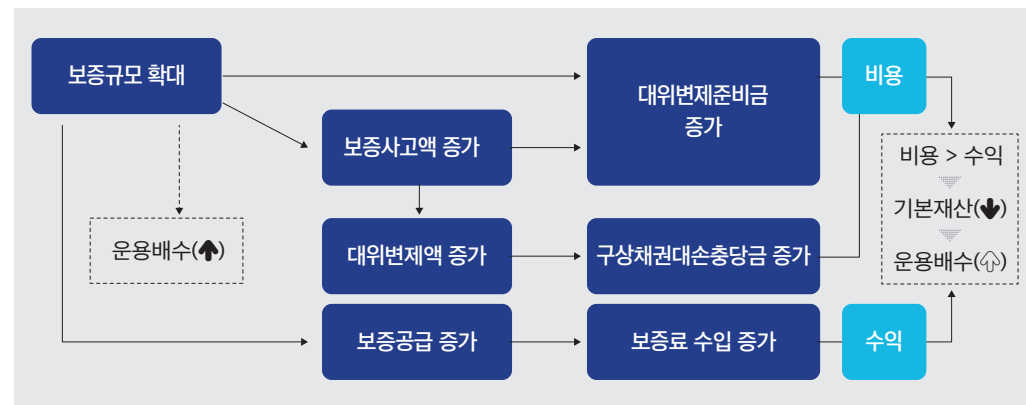 보증규모 확대
대위변제준비금
증가
비용
보증사고액 증가
비용 > 수익
기본재산(🡇)
운용배수(⇧)
운용배수(🡅)
대위변제액 증가
구상채권대손충당금 증가
보증공급 증가
보증료 수입 증가
수익